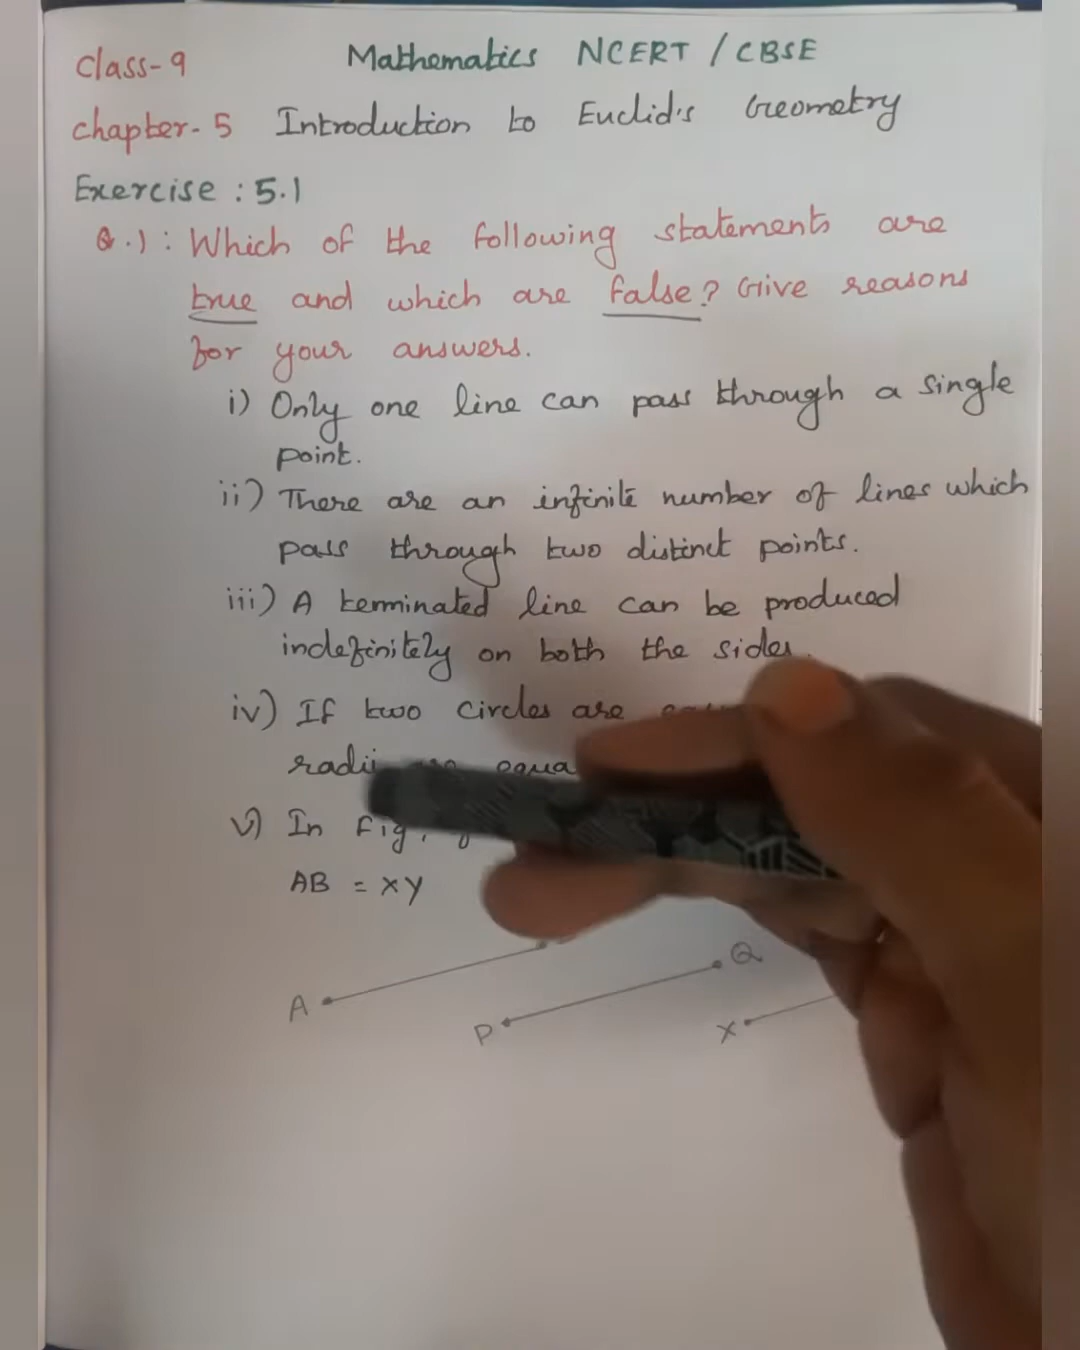 Class-9 Mathematics NCERT / CBSE
Chapter-5 Introduction to Euclid's Geometry
Exercise : 5.1
Q.1: Which of the following statements are
true and which are false? Give reasons
for your answers.
i) Only one line can pass through a single
point.
ii) There are an infinite number of lines which
pass through two distinct points.
iii) A terminated line can be produced
indefinitely on both the sides.
iv) If two circles are
radii
v) In Fig,
AB = XY
A
P
Q
X